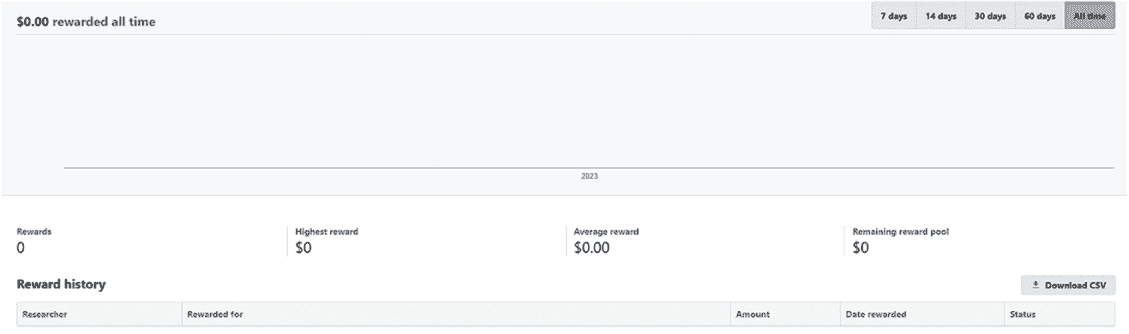 $0.00 rewarded all time
7 days 14 days 30 days 60 days All time
2023
Rewards Highest reward Average reward Remaining reward pool
0 $0 $0.00 $0
Reward history Download CSV
Researcher Rewarded for Amount Date rewarded Status